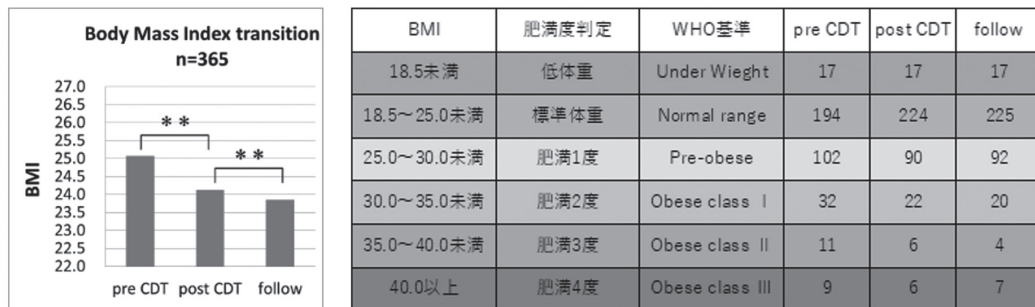 Body Mass Index transition
n=365
27.0
26.5
26.0
25.5
25.0
24.5
24.0
23.5
23.0
22.5
22.0
BMI
**
**
pre CDT post CDT follow
BMI 肥満度判定 WHO基準 pre CDT post CDT follow
18.5未満 低体重 Under Wieght 17 17 17
18.5～25.0未満 標準体重 Normal range 194 224 225
25.0～30.0未満 肥満1度 Pre-obese 102 90 92
30.0～35.0未満 肥満2度 Obese class Ⅰ 32 22 20
35.0～40.0未満 肥満3度 Obese class Ⅱ 11 6 4
40.0以上 肥満4度 Obese class Ⅲ 9 6 7